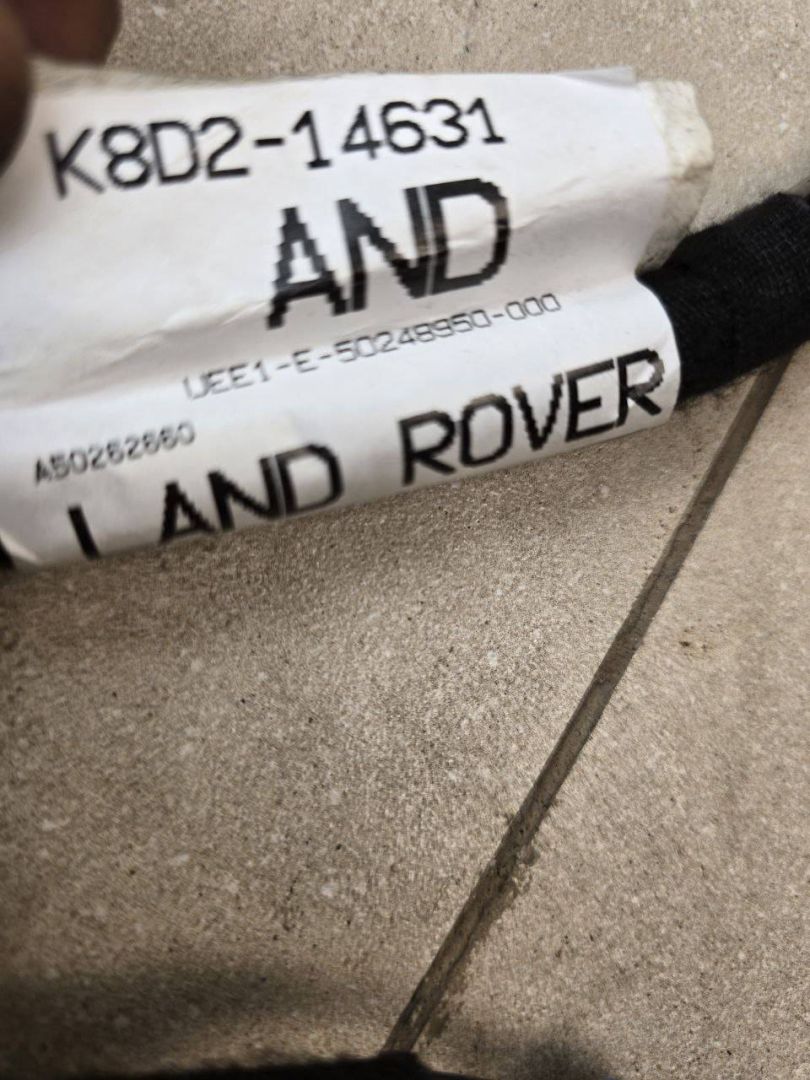 K8D2-14631
AND
UEE1-E-50248950-000
A50262660
LAND ROVER